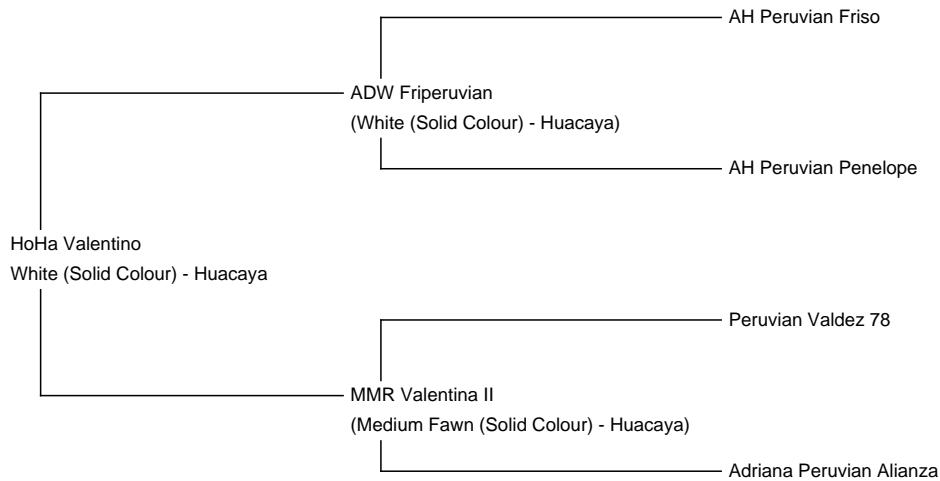 AH Peruvian Friso
ADW Friperuvian
(White (Solid Colour) - Huacaya)
AH Peruvian Penelope
HoHa Valentino
White (Solid Colour) - Huacaya
Peruvian Valdez 78
MMR Valentina II
(Medium Fawn (Solid Colour) - Huacaya)
Adriana Peruvian Alianza